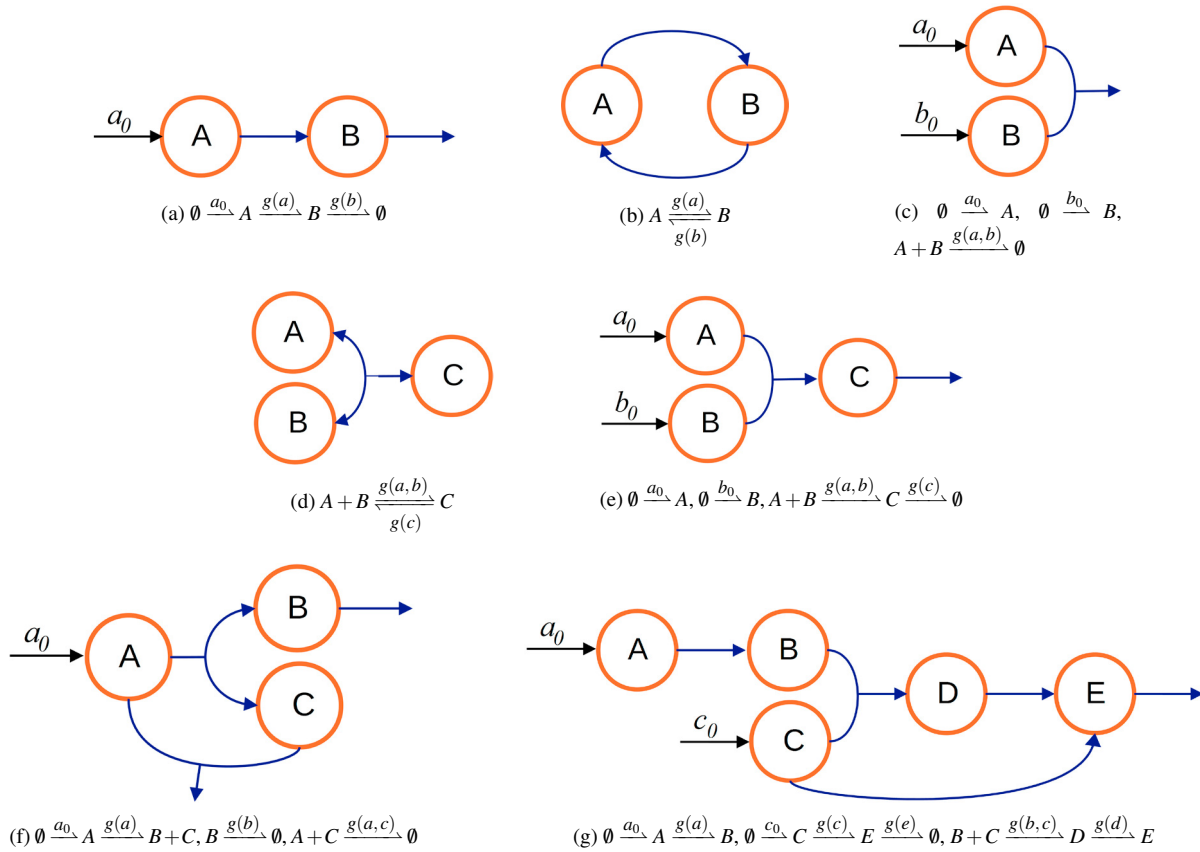 a₀
A
B
(a) ∅ —a₀⇀ A —g(a)⇀ B —g(b)⇀ ∅
A
B
(b) A ⇌ B
g(a)
g(b)
a₀
A
b₀
B
(c) ∅ —a₀⇀ A, ∅ —b₀⇀ B,
A + B —g(a,b)⇀ ∅
A
B
C
(d) A + B ⇌ C
g(a,b)
g(c)
a₀
A
b₀
B
C
(e) ∅ —a₀⇀ A, ∅ —b₀⇀ B, A + B —g(a,b)⇀ C —g(c)⇀ ∅
a₀
A
B
C
(f) ∅ —a₀⇀ A —g(a)⇀ B + C, B —g(b)⇀ ∅, A + C —g(a,c)⇀ ∅
a₀
A
B
c₀
C
D
E
(g) ∅ —a₀⇀ A —g(a)⇀ B, ∅ —c₀⇀ C —g(c)⇀ E —g(e)⇀ ∅, B + C —g(b,c)⇀ D —g(d)⇀ E